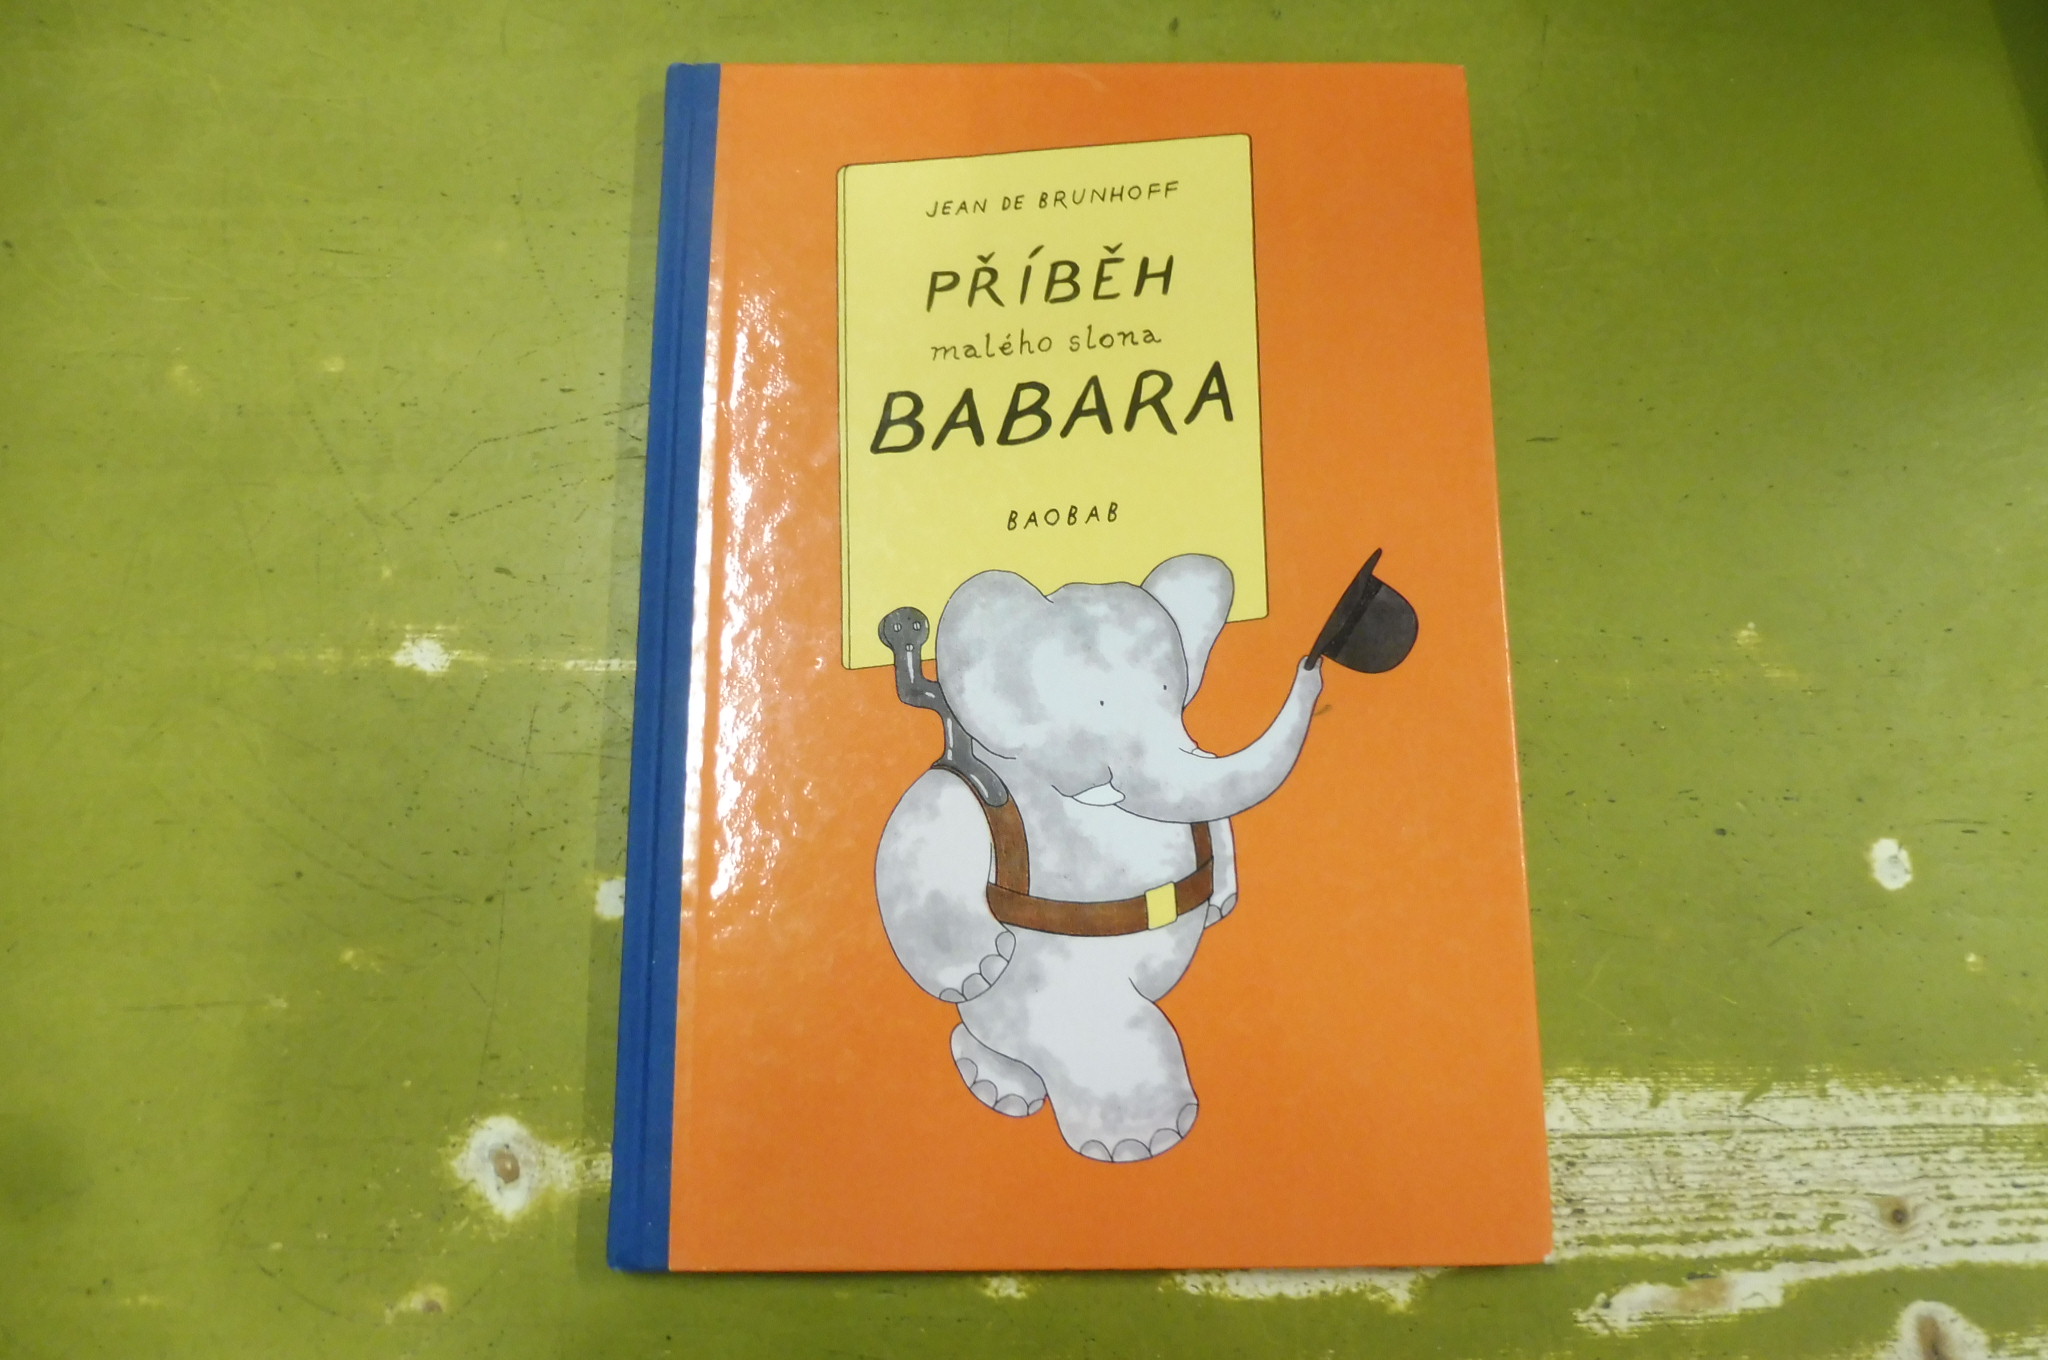 JEAN DE BRUNHOFF
PŘÍBĚH
malého slona
BABARA
BAOBAB